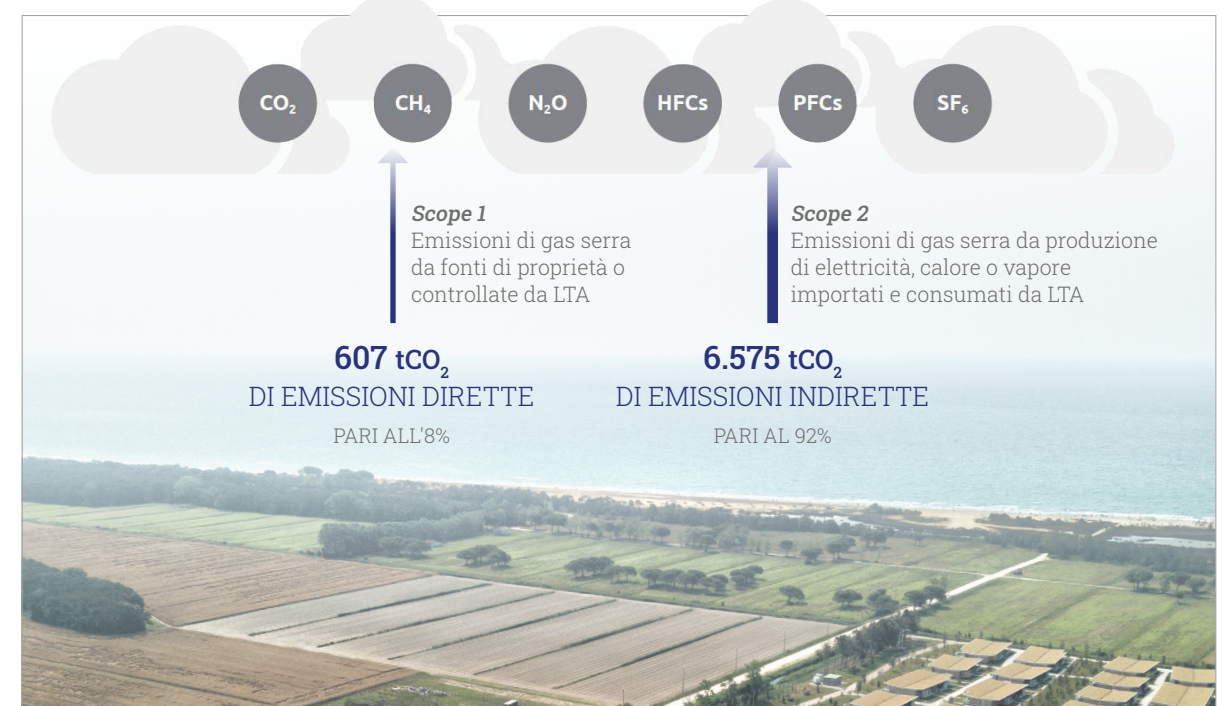 CO₂ CH₄ N₂O HFCs PFCs SF₆
Scope 1
Emissioni di gas serra
da fonti di proprietà o
controllate da LTA
Scope 2
Emissioni di gas serra da produzione
di elettricità, calore o vapore
importati e consumati da LTA
607 tCO₂
DI EMISSIONI DIRETTE
PARI ALL'8%
6.575 tCO₂
DI EMISSIONI INDIRETTE
PARI AL 92%